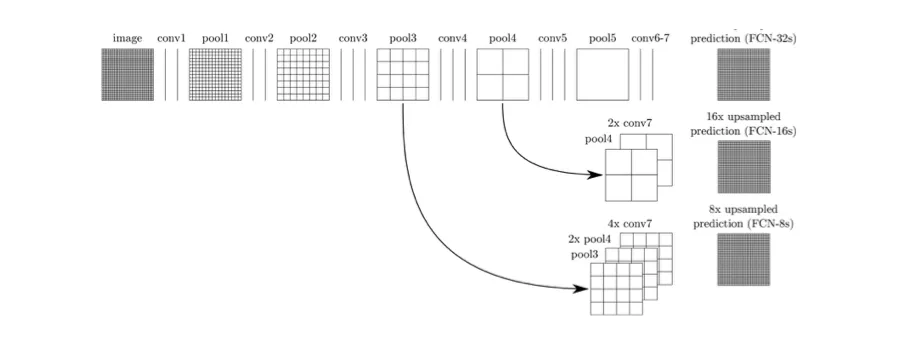 image conv1 pool1 conv2 pool2 conv3 pool3 conv4 pool4 conv5 pool5 conv6-7
prediction (FCN-32s)
2x conv7
pool4
16x upsampled
prediction (FCN-16s)
4x conv7
2x pool4
pool3
8x upsampled
prediction (FCN-8s)